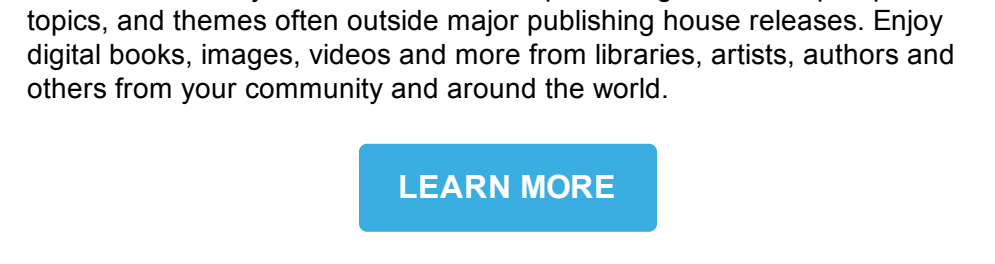 topics, and themes often outside major publishing house releases. Enjoy
digital books, images, videos and more from libraries, artists, authors and
others from your community and around the world.
LEARN MORE